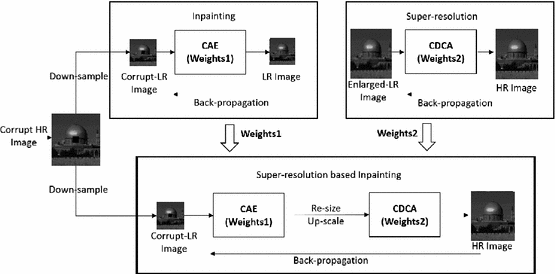 Inpainting
CAE
(Weights1)
Corrupt-LR
Image
LR Image
Back-propagation
Super-resolution
CDCA
(Weights2)
Enlarged-LR
Image
HR
Image
Back-propagation
Down-sample
Corrupt HR
Image
Down-sample
Weights1
Weights2
Super-resolution based Inpainting
CAE
(Weights1)
Re-size
Up-scale
CDCA
(Weights2)
Corrupt-LR
Image
HR Image
Back-propagation